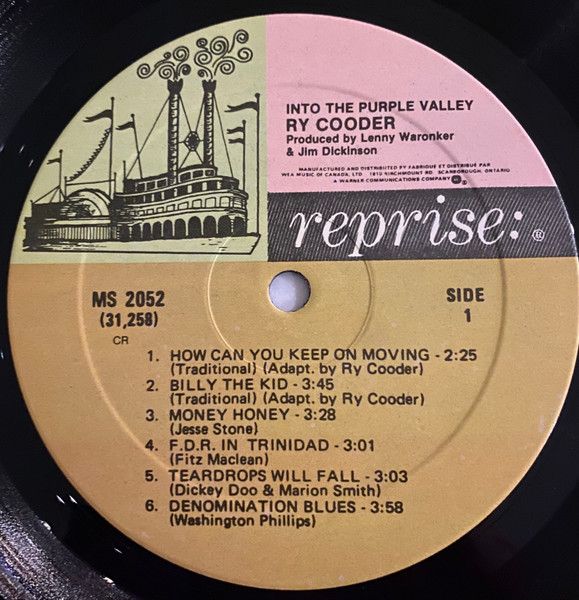 INTO THE PURPLE VALLEY
RY COODER
Produced by Lenny Waronker
& Jim Dickinson
MANUFACTURED AND DISTRIBUTED BY FABRIQUE ET DISTRIBUÉ PAR
WEA MUSIC OF CANADA, LTD. 1810 BIRCHMOUNT RD. SCARBOROUGH, ONTARIO
A WARNER COMMUNICATIONS COMPANY
reprise: ®
MS 2052
(31,258)
CR
SIDE
1
1. HOW CAN YOU KEEP ON MOVING - 2:25
(Traditional) (Adapt. by Ry Cooder)
2. BILLY THE KID - 3:45
(Traditional) (Adapt. by Ry Cooder)
3. MONEY HONEY - 3:28
(Jesse Stone)
4. F.D.R. IN TRINIDAD - 3:01
(Fitz Maclean)
5. TEARDROPS WILL FALL - 3:03
(Dickey Doo & Marion Smith)
6. DENOMINATION BLUES - 3:58
(Washington Phillips)